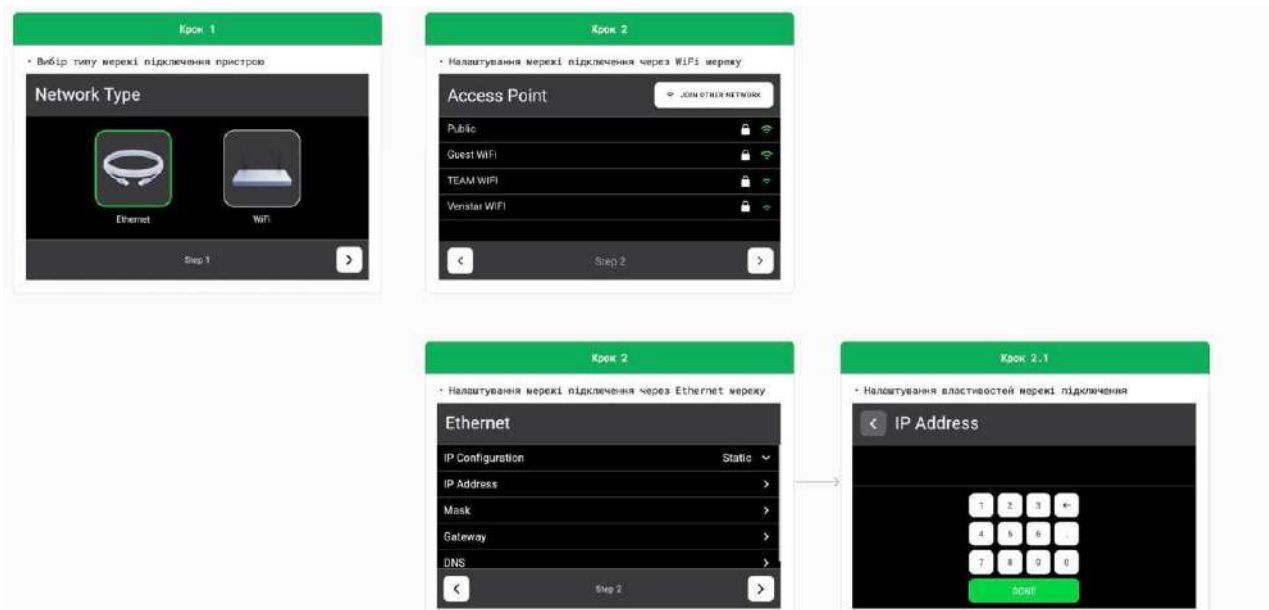 Крок 1
• Вибір типу мережі підключення пристрою
Network Type
Ethernet
WiFi
Step 1
Крок 2
• Налаштування мережі підключення через WiFi мережу
Access Point
JOIN OTHER NETWORK
Public
Guest WiFi
TEAM WIFI
Venstar WIFI
Step 2
Крок 2
• Налаштування мережі підключення через Ethernet мережу
Ethernet
IP Configuration Static
IP Address
Mask
Gateway
DNS
Step 2
Крок 2.1
• Налаштування властивостей мережі підключення
IP Address
1 2 3 ←
4 5 6 .
7 8 9 0
DONE